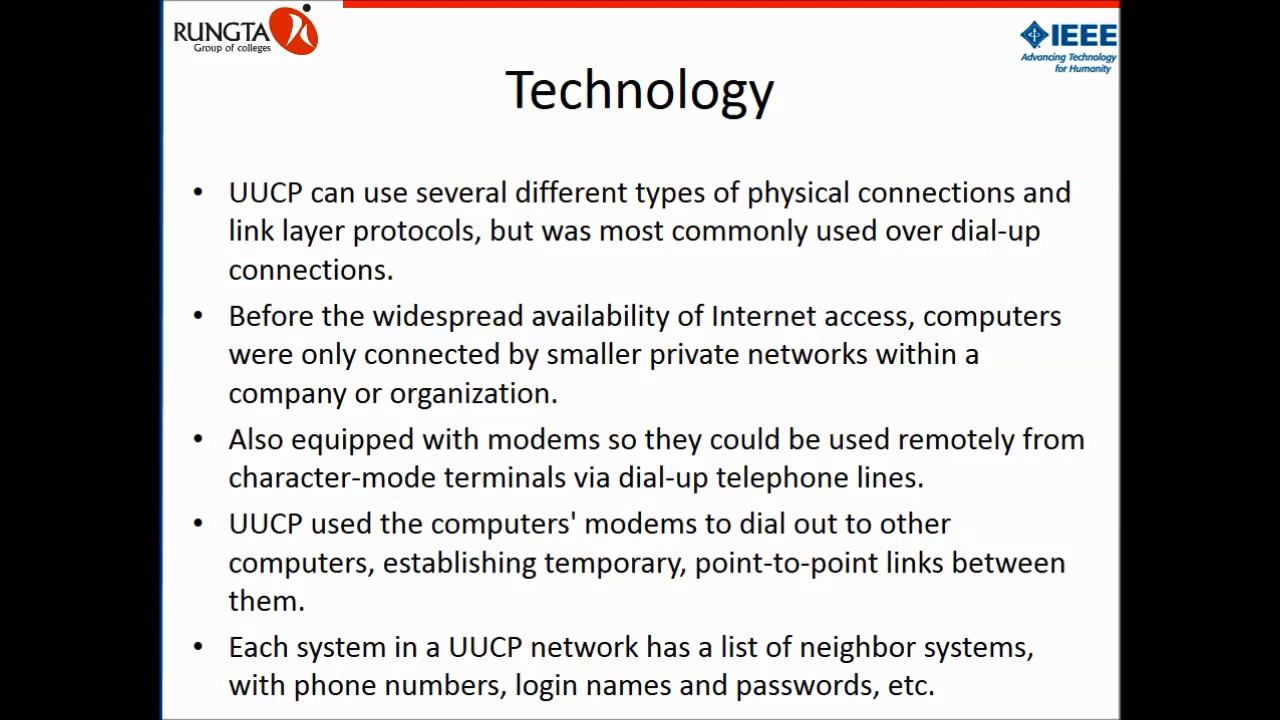 RUNGTA
Group of colleges
IEEE
Advancing Technology
for Humanity
Technology
• UUCP can use several different types of physical connections and
link layer protocols, but was most commonly used over dial-up
connections.
• Before the widespread availability of Internet access, computers
were only connected by smaller private networks within a
company or organization.
• Also equipped with modems so they could be used remotely from
character-mode terminals via dial-up telephone lines.
• UUCP used the computers' modems to dial out to other
computers, establishing temporary, point-to-point links between
them.
• Each system in a UUCP network has a list of neighbor systems,
with phone numbers, login names and passwords, etc.